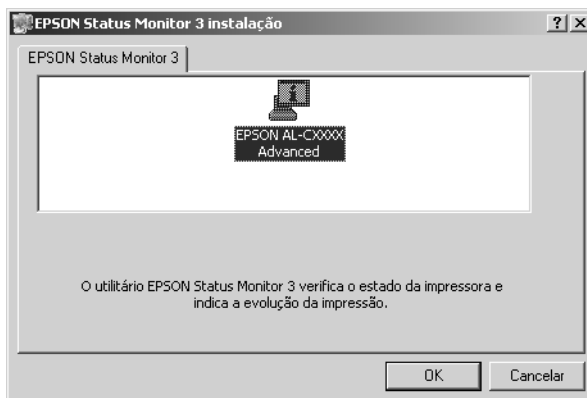 EPSON Status Monitor 3 instalação
EPSON Status Monitor 3
EPSON AL-CXXXX
Advanced
O utilitário EPSON Status Monitor 3 verifica o estado da impressora e
indica a evolução da impressão.
OK
Cancelar